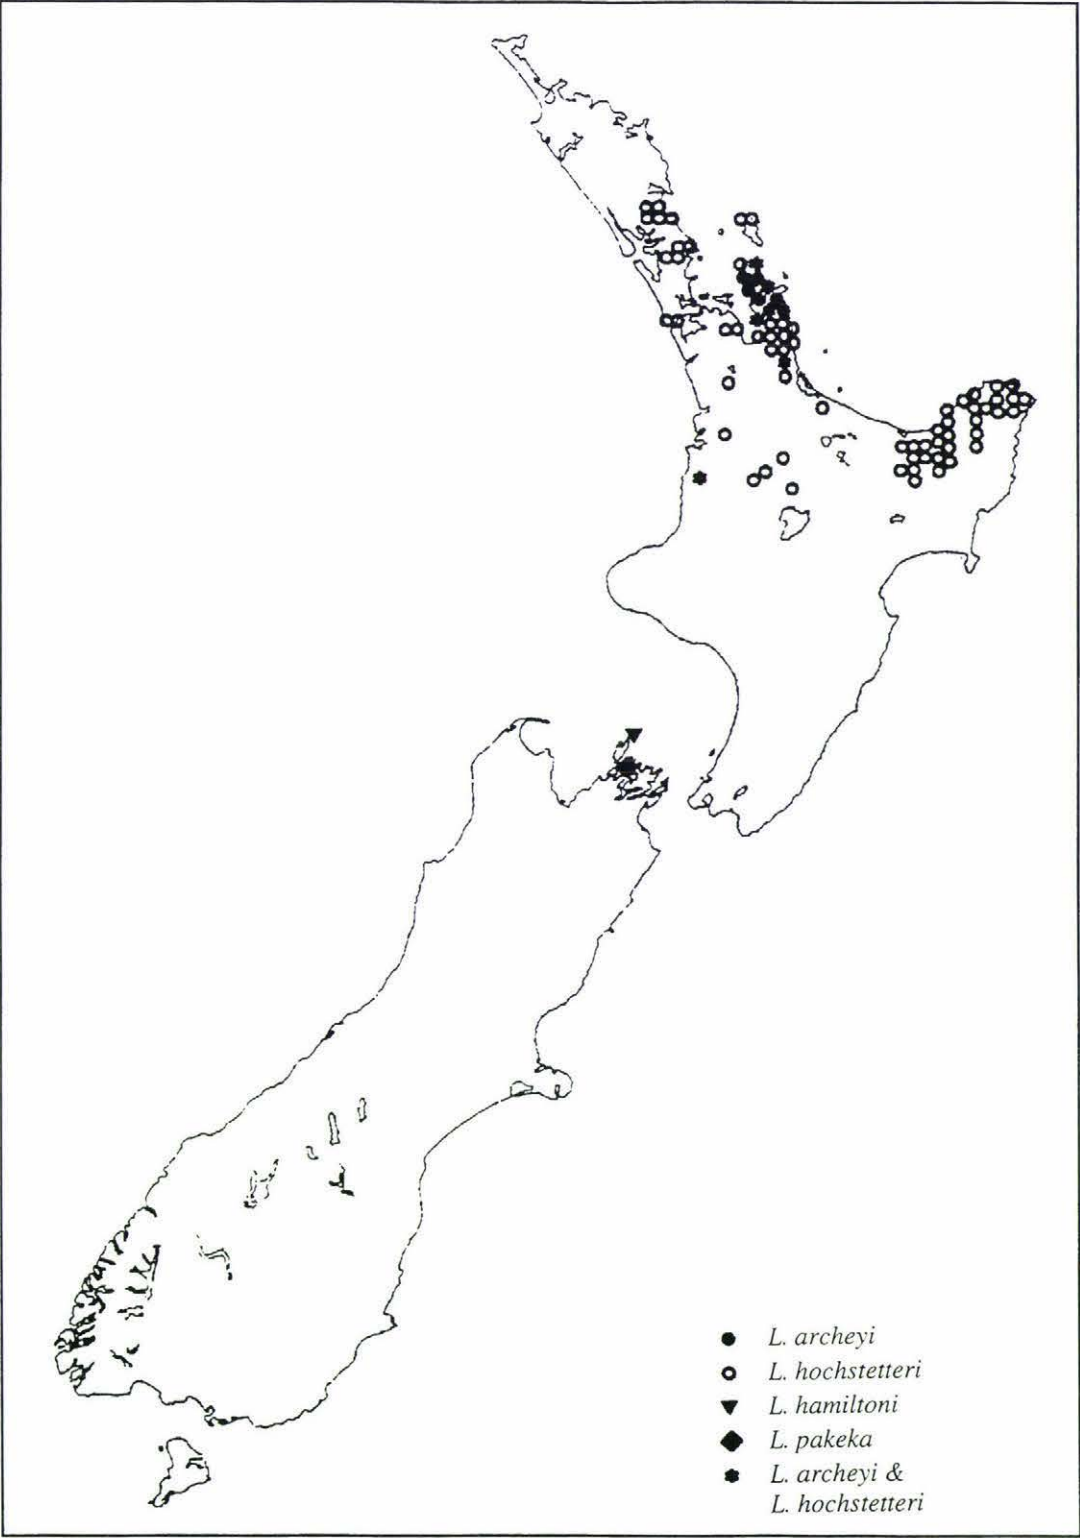 L. archeyi
L. hochstetteri
L. hamiltoni
L. pakeka
L. archeyi &
L. hochstetteri